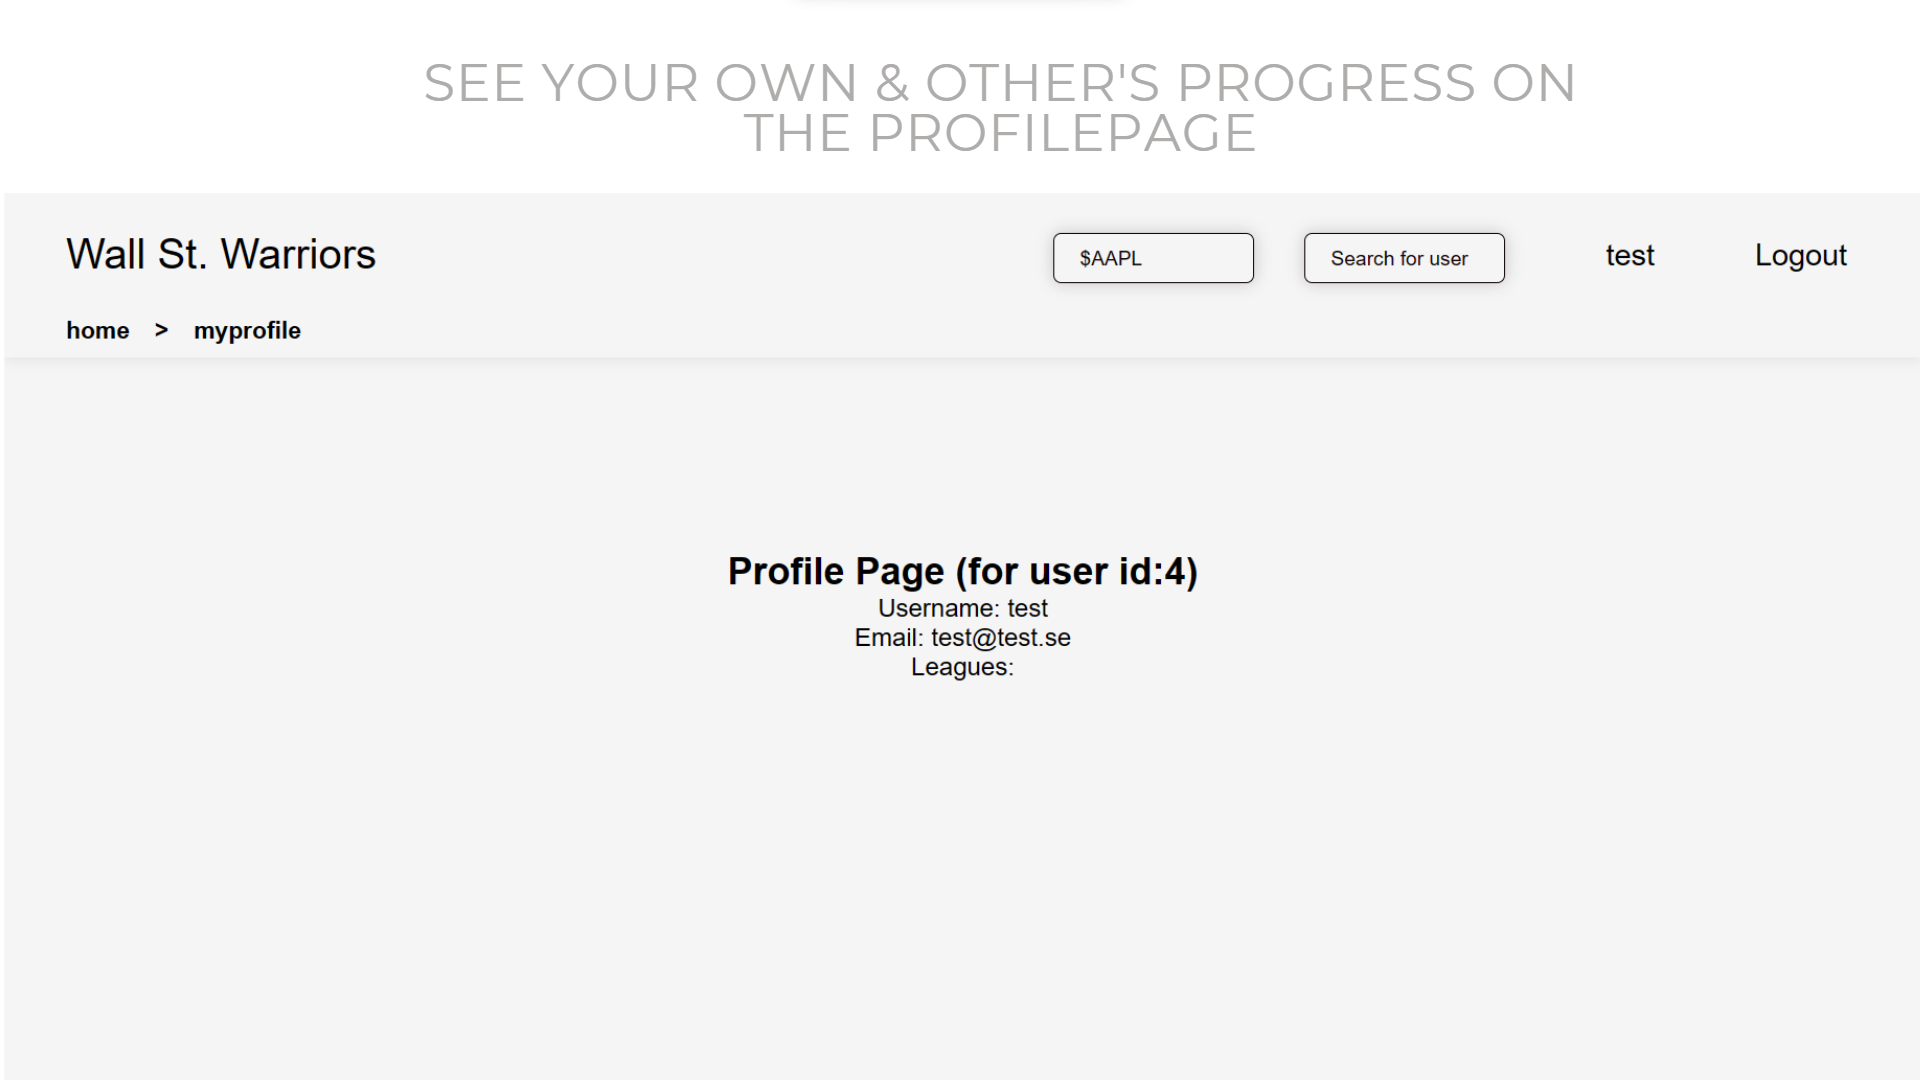 SEE YOUR OWN & OTHER'S PROGRESS ON
THE PROFILEPAGE
Wall St. Warriors
$AAPL
Search for user
test
Logout
home > myprofile
Profile Page (for user id:4)
Username: test
Email: test@test.se
Leagues: